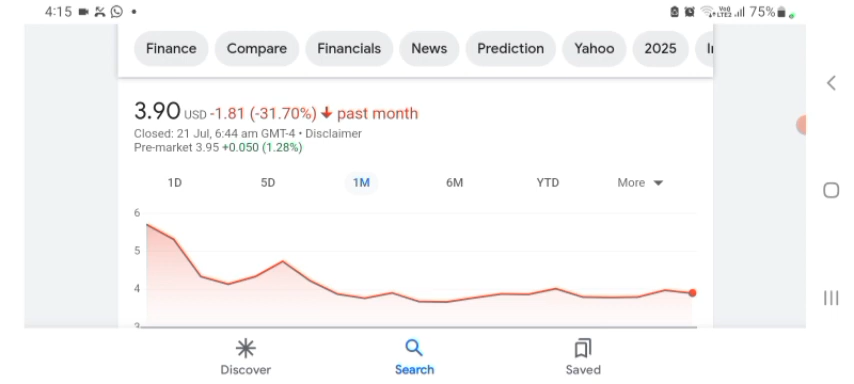 4:15 75%
Finance Compare Financials News Prediction Yahoo 2025
3.90 USD -1.81 (-31.70%) ↓ past month
Closed: 21 Jul, 6:44 am GMT-4 • Disclaimer
Pre-market 3.95 +0.050 (1.28%)
1D 5D 1M 6M YTD More
6
5
4
3
Discover Search Saved